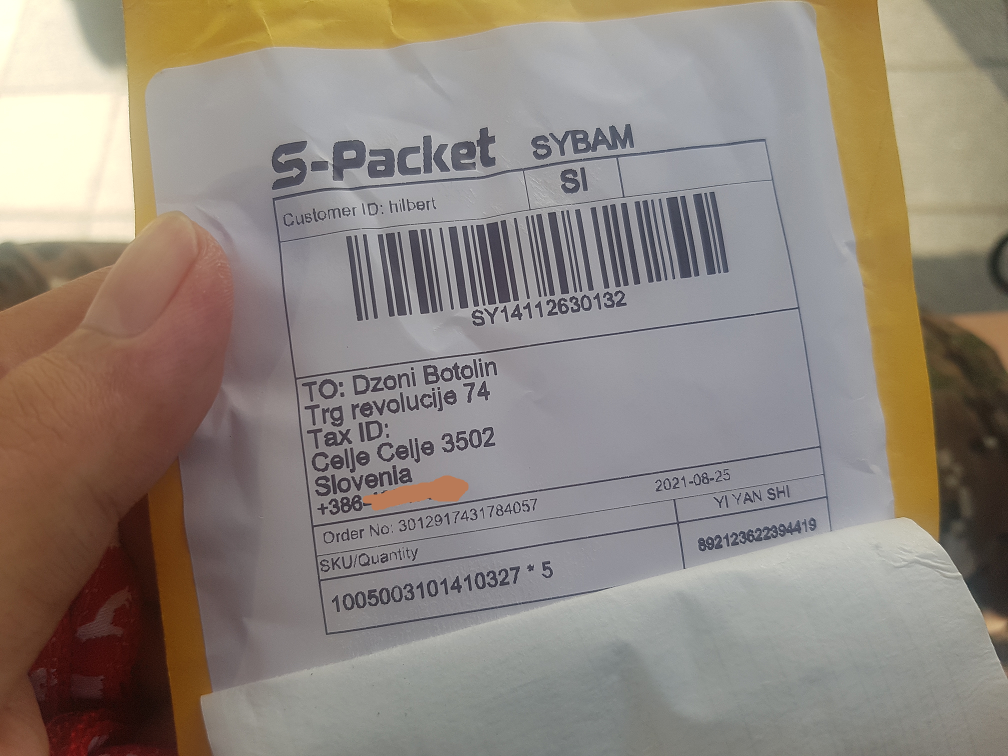 S-Packet SYBAM
Customer ID: hilbert
SI
SY14112630132
TO: Dzoni Botolin
Trg revolucije 74
Tax ID:
Celje Celje 3502
Slovenia
+386-
Order No: 3012917431784057
2021-08-25
SKU/Quantity
YI YAN SHI
1005003101410327 * 5
892123622394419